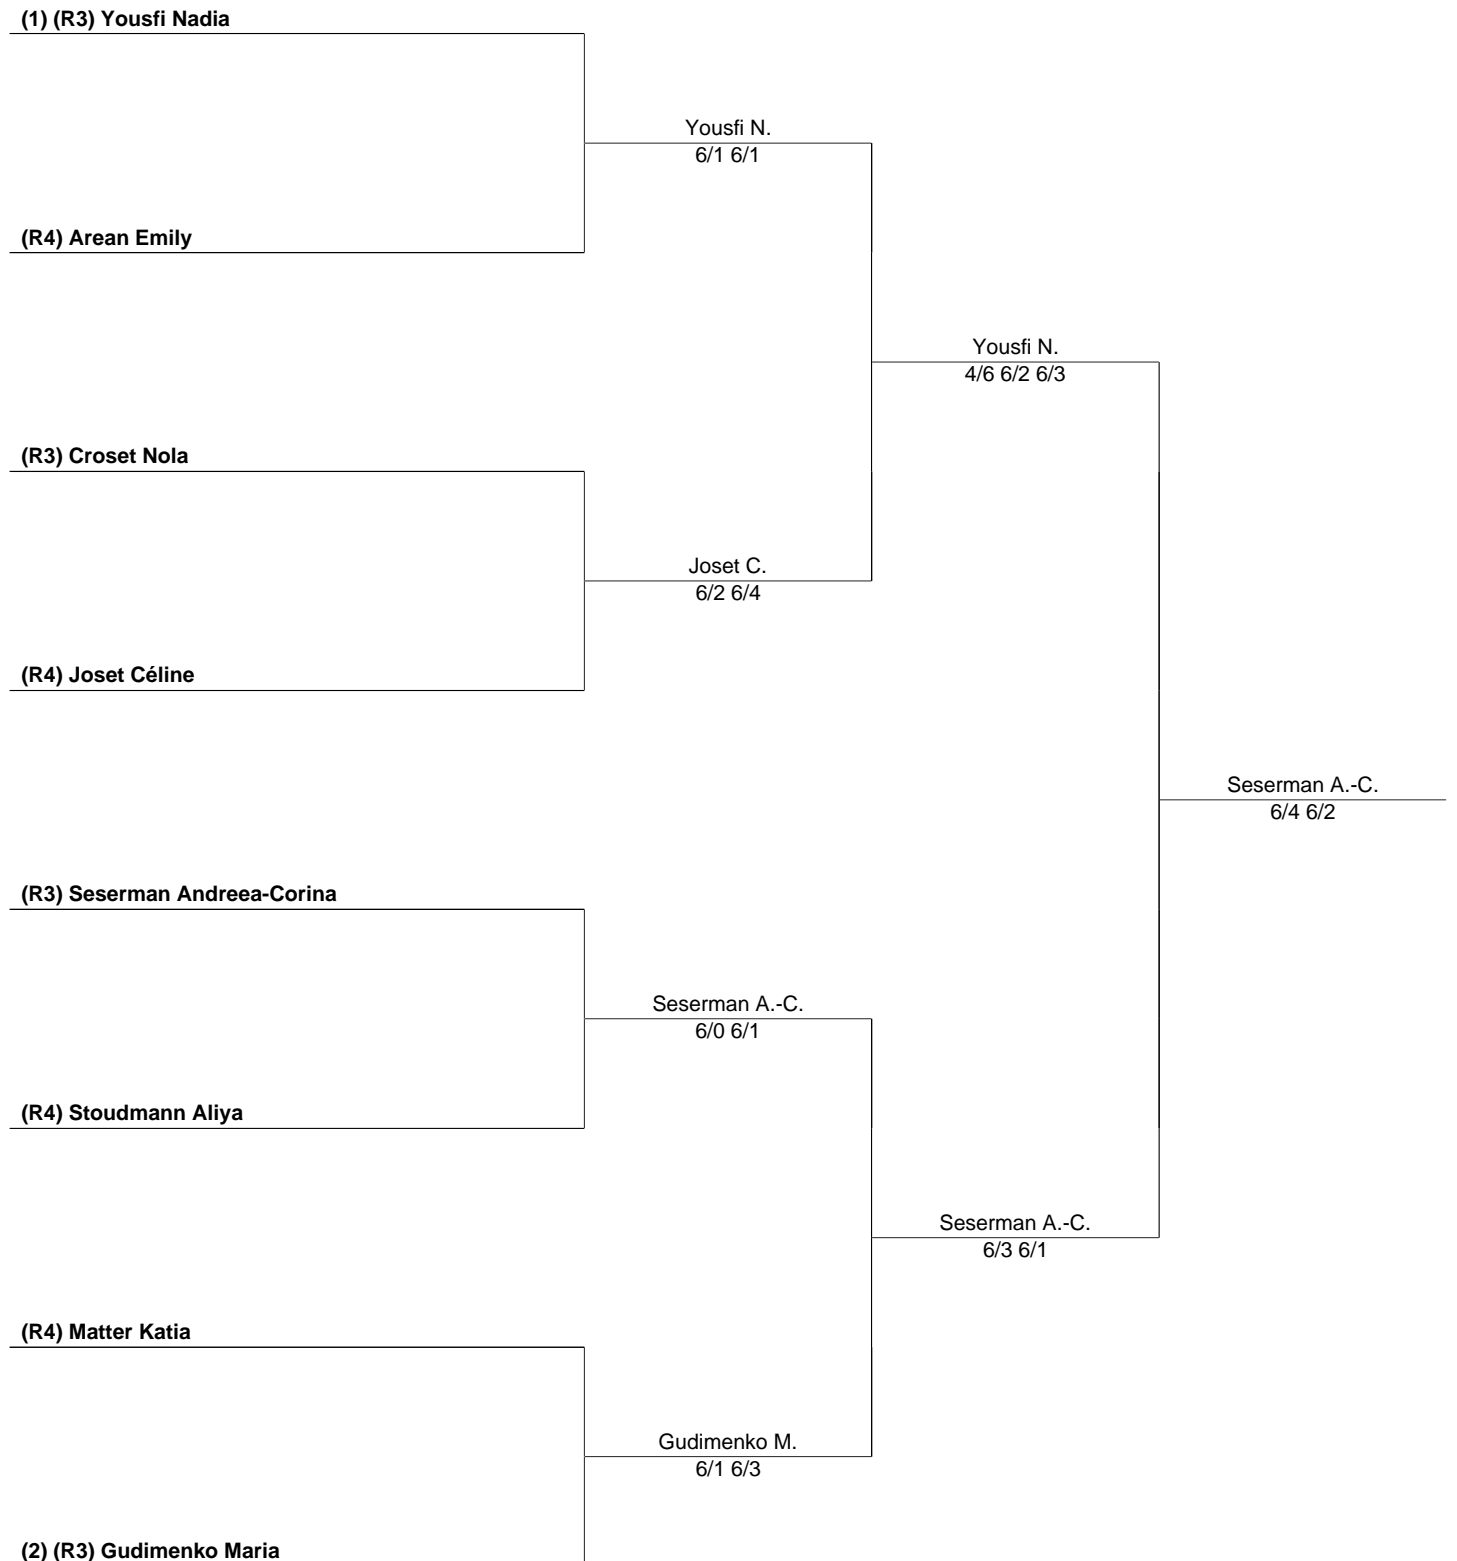 (1) (R3) Yousfi Nadia
Yousfi N.
6/1 6/1
(R4) Arean Emily
Yousfi N.
4/6 6/2 6/3
(R3) Croset Nola
Joset C.
6/2 6/4
(R4) Joset Céline
Seserman A.-C.
6/4 6/2
(R3) Seserman Andreea-Corina
Seserman A.-C.
6/0 6/1
(R4) Stoudmann Aliya
Seserman A.-C.
6/3 6/1
(R4) Matter Katia
Gudimenko M.
6/1 6/3
(2) (R3) Gudimenko Maria